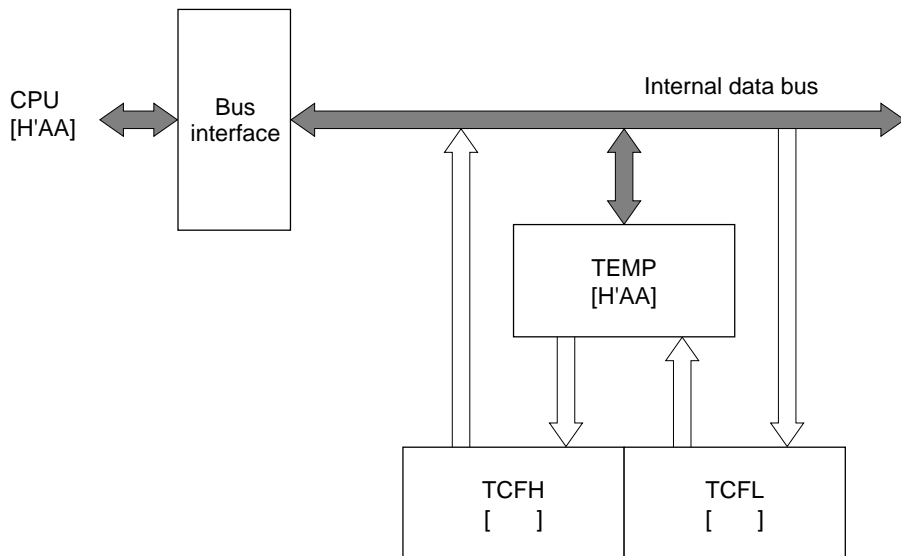 CPU
[H'AA]
Bus
interface
Internal data bus
TEMP
[H'AA]
TCFH
[ ]
TCFL
[ ]